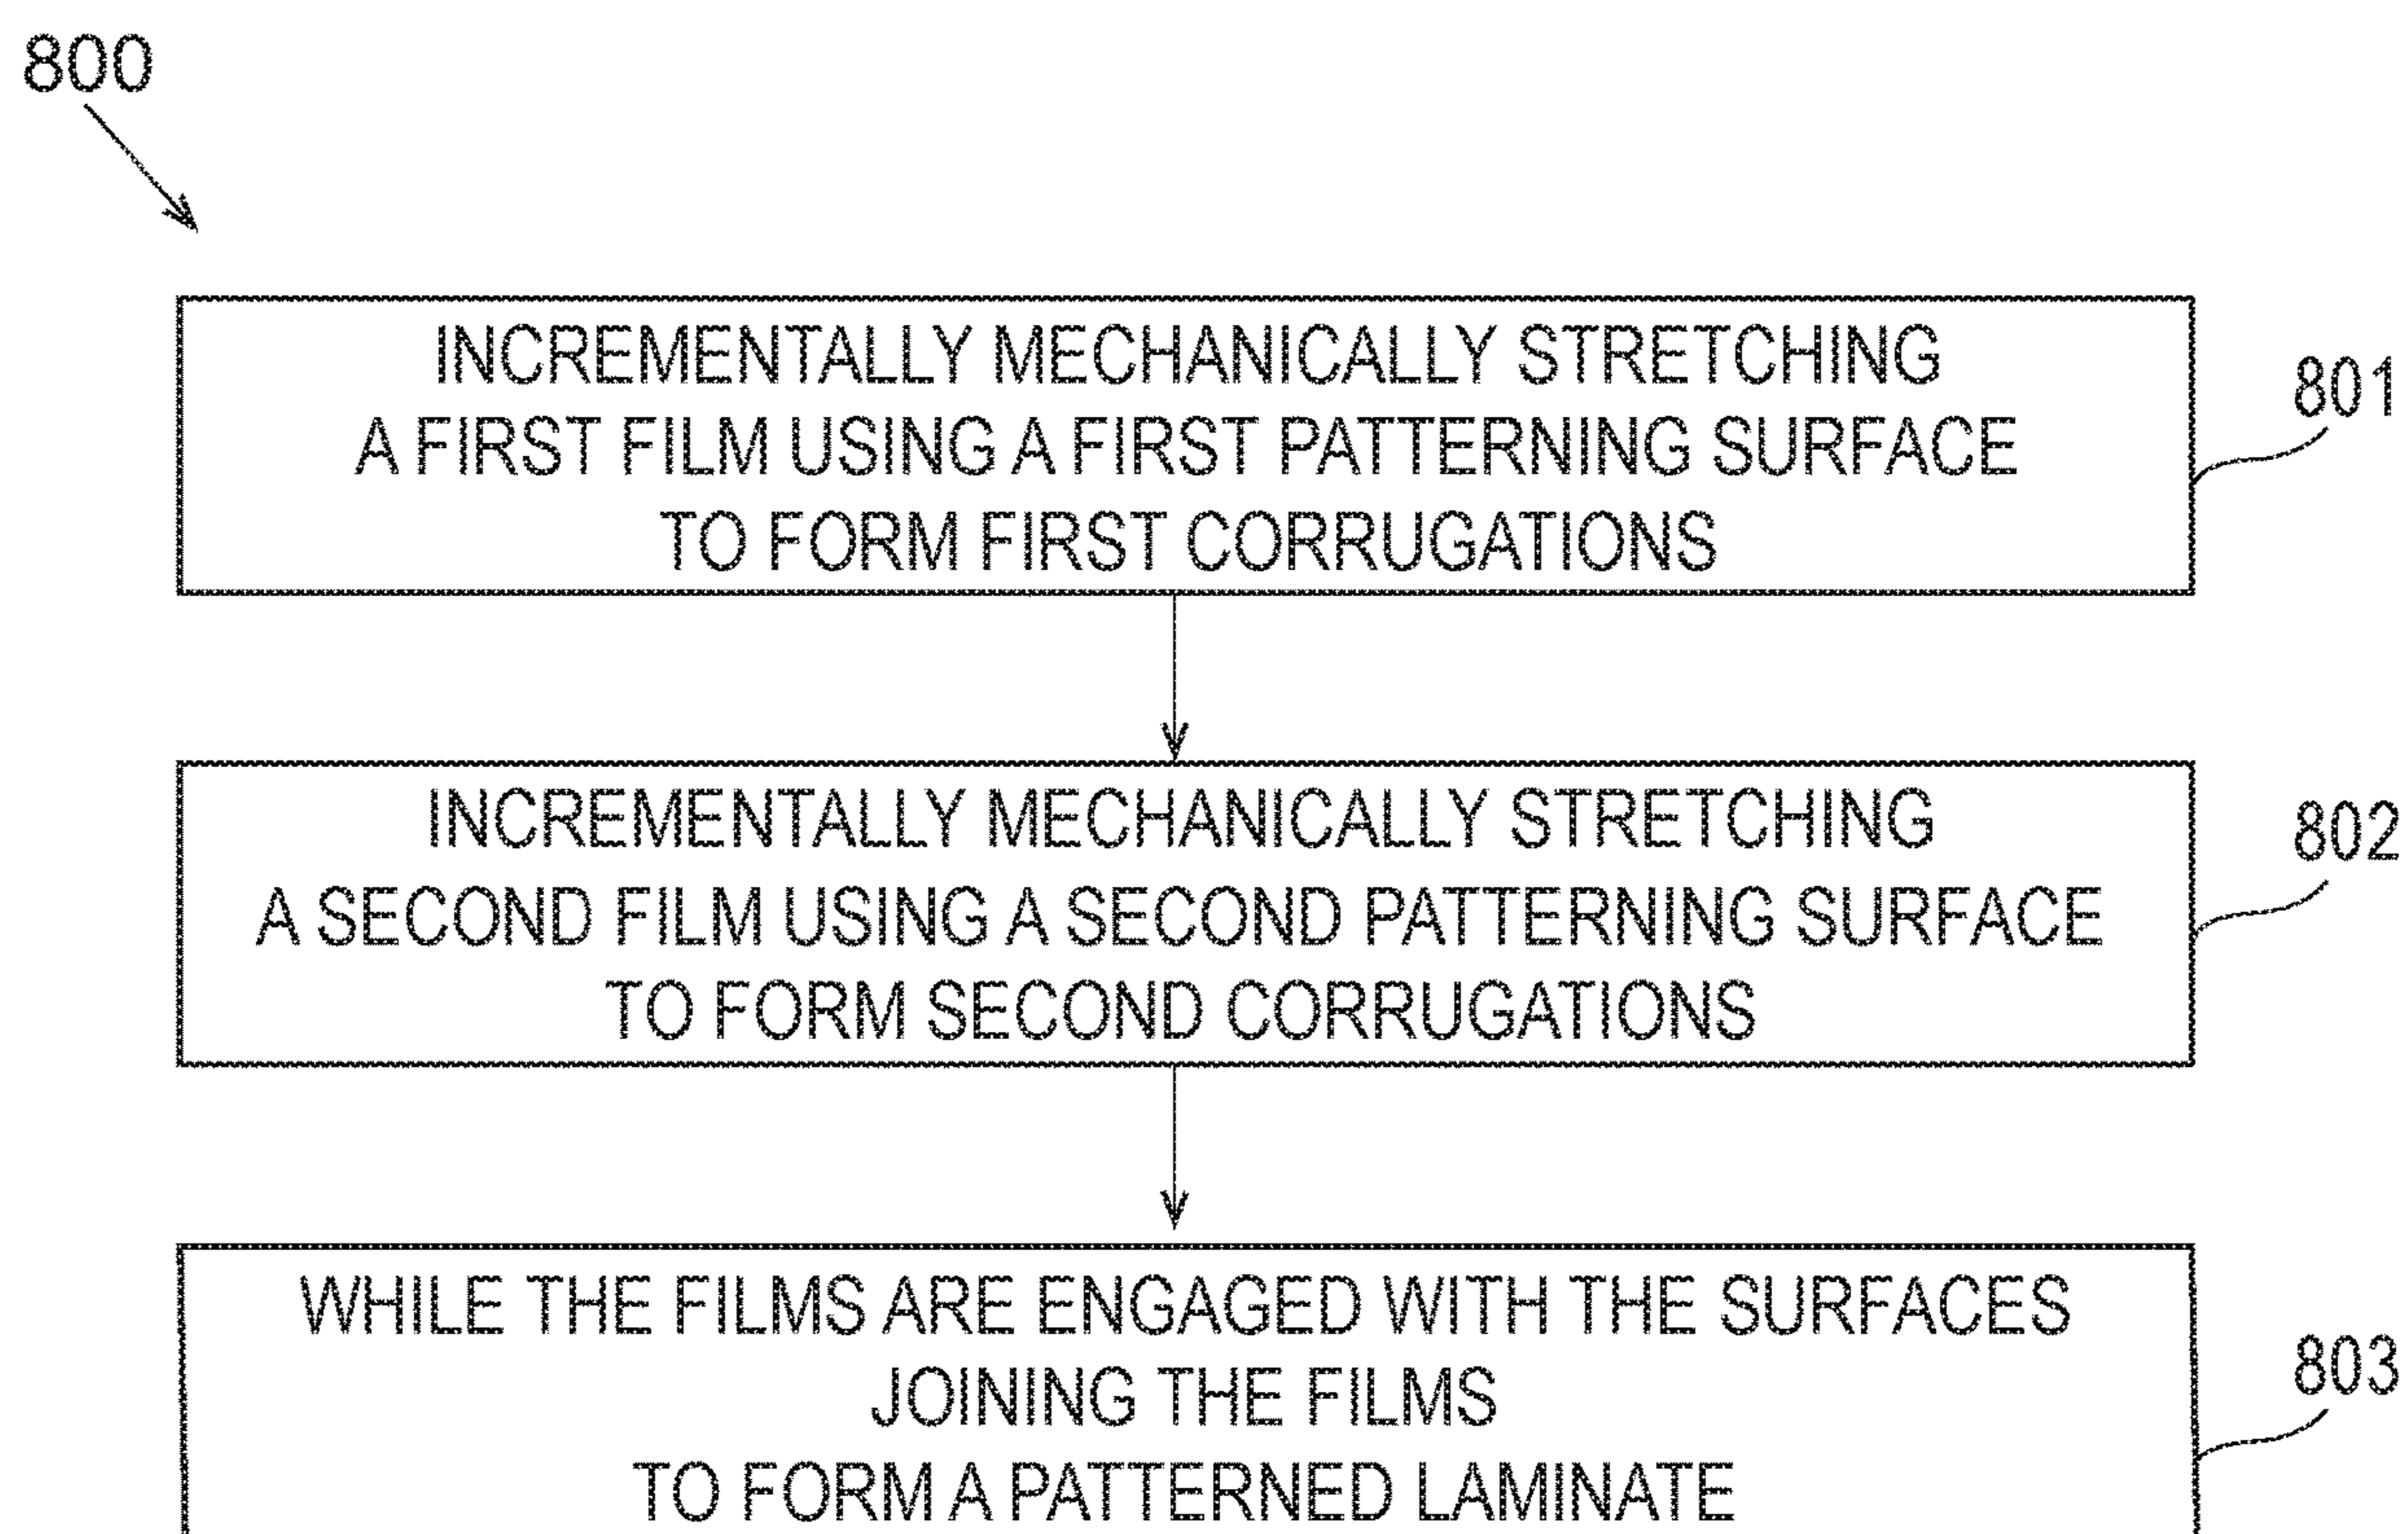 800
INCREMENTALLY MECHANICALLY STRETCHING
A FIRST FILM USING A FIRST PATTERNING SURFACE
TO FORM FIRST CORRUGATIONS
801
INCREMENTALLY MECHANICALLY STRETCHING
A SECOND FILM USING A SECOND PATTERNING SURFACE
TO FORM SECOND CORRUGATIONS
802
WHILE THE FILMS ARE ENGAGED WITH THE SURFACES
JOINING THE FILMS
TO FORM A PATTERNED LAMINATE
803